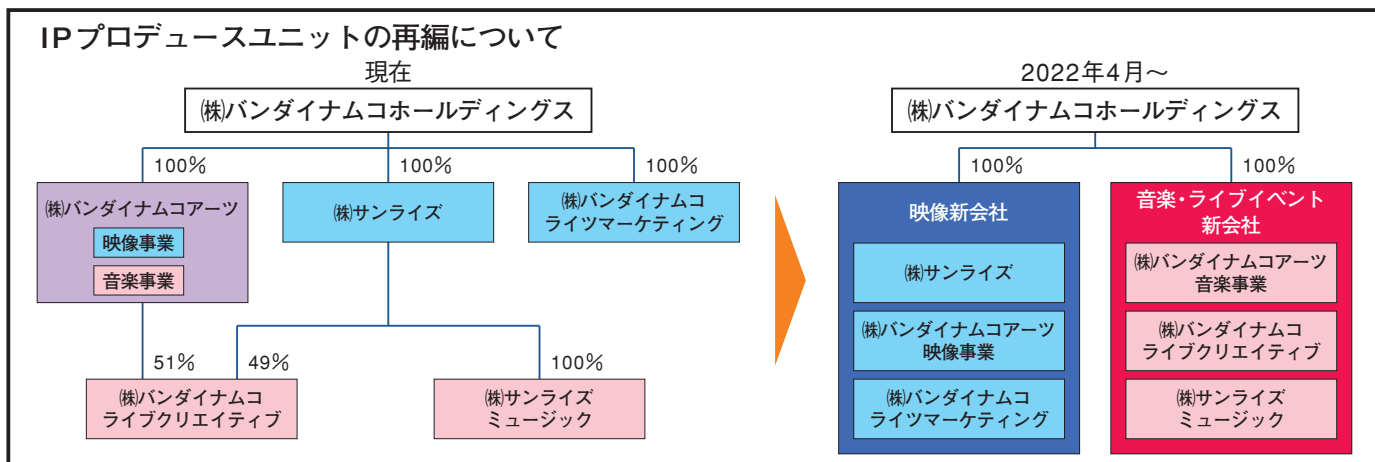 IPプロデュースユニットの再編について
現在
㈱バンダイナムコホールディングス
100%
100%
100%
㈱バンダイナムコアーツ
映像事業
音楽事業
㈱サンライズ
㈱バンダイナムコ
ライツマーケティング
51%
49%
100%
㈱バンダイナムコ
ライブクリエイティブ
㈱サンライズ
ミュージック
2022年4月～
㈱バンダイナムコホールディングス
100%
100%
映像新会社
㈱サンライズ
㈱バンダイナムコアーツ
映像事業
㈱バンダイナムコ
ライツマーケティング
音楽・ライブイベント
新会社
㈱バンダイナムコアーツ
音楽事業
㈱バンダイナムコ
ライブクリエイティブ
㈱サンライズ
ミュージック